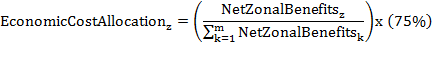 EconomicCostAllocation_z = (NetZonalBenefits_z / ∑_{k=1}^{m} NetZonalBenefits_k) x (75%)